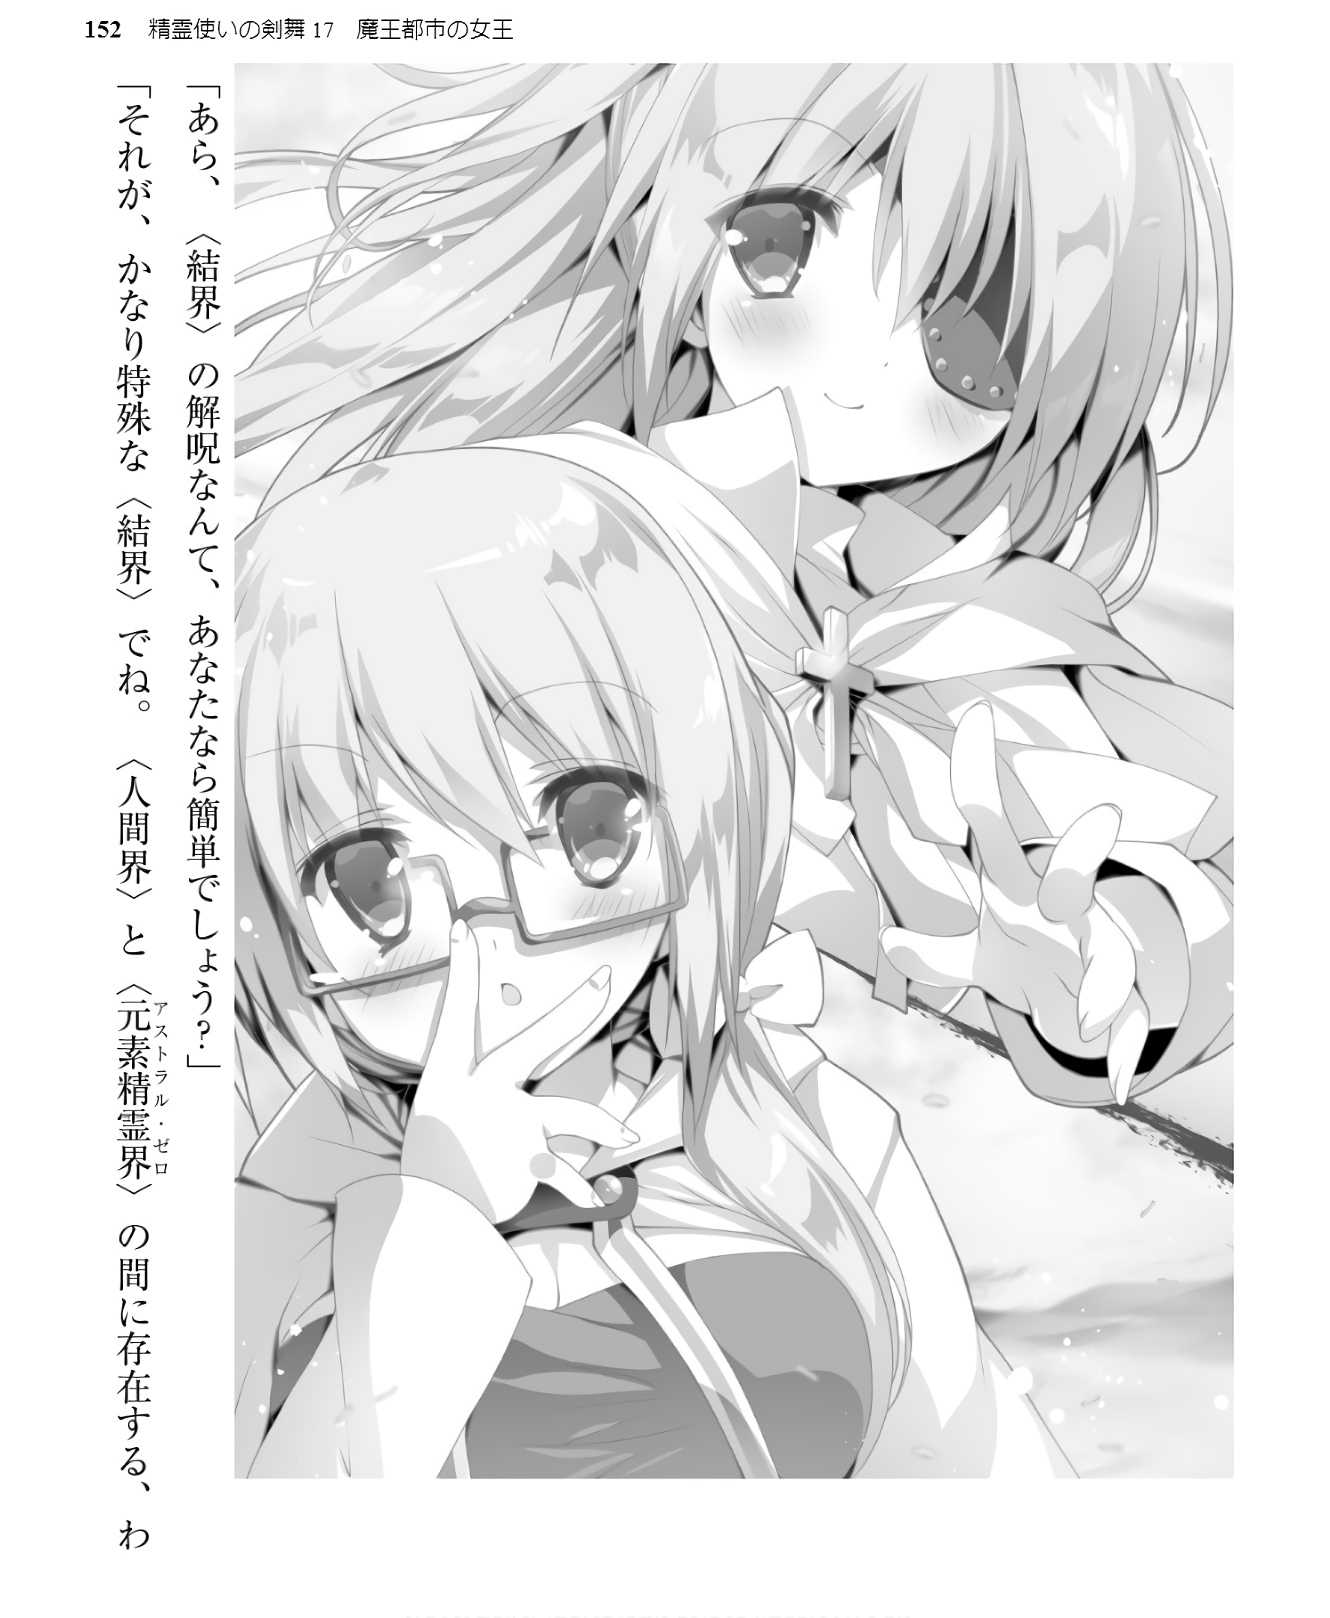 152　精霊使いの剣舞 17　魔王都市の女王
「あら、〈結界〉の解呪なんて、あなたなら簡単でしょう？」
「それが、かなり特殊な〈結界〉でね。〈人間界〉と〈元素精霊界〉の間に存在する、わ
アストラル・ゼロ